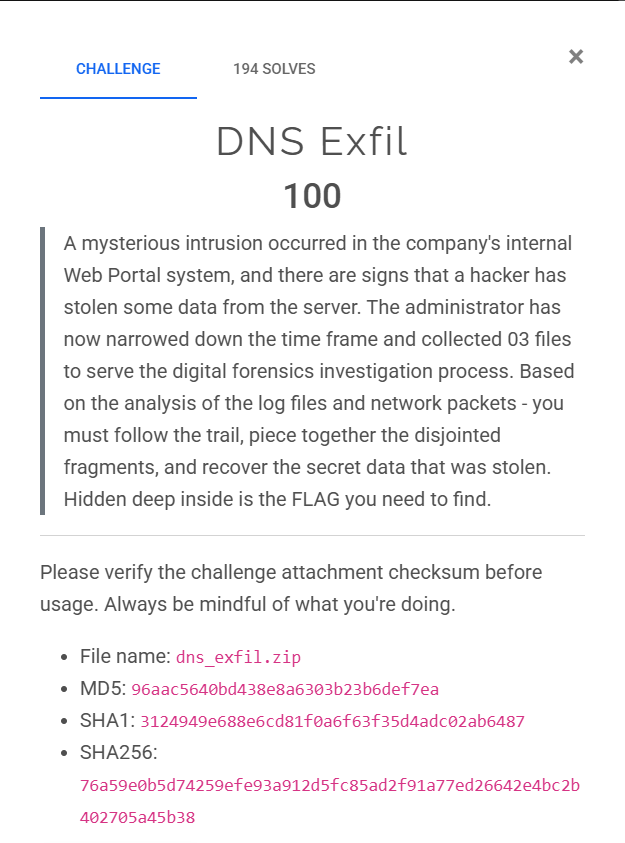 CHALLENGE
194 SOLVES
×
DNS Exfil
100
A mysterious intrusion occurred in the company's internal
Web Portal system, and there are signs that a hacker has
stolen some data from the server. The administrator has
now narrowed down the time frame and collected 03 files
to serve the digital forensics investigation process. Based
on the analysis of the log files and network packets - you
must follow the trail, piece together the disjointed
fragments, and recover the secret data that was stolen.
Hidden deep inside is the FLAG you need to find.
Please verify the challenge attachment checksum before
usage. Always be mindful of what you're doing.
• File name: dns_exfil.zip
• MD5: 96aac5640bd438e8a6303b23b6def7ea
• SHA1: 3124949e688e6cd81f0a6f63f35d4adc02ab6487
• SHA256:
76a59e0b5d74259efe93a912d5fc85ad2f91a77ed26642e4bc2b
402705a45b38